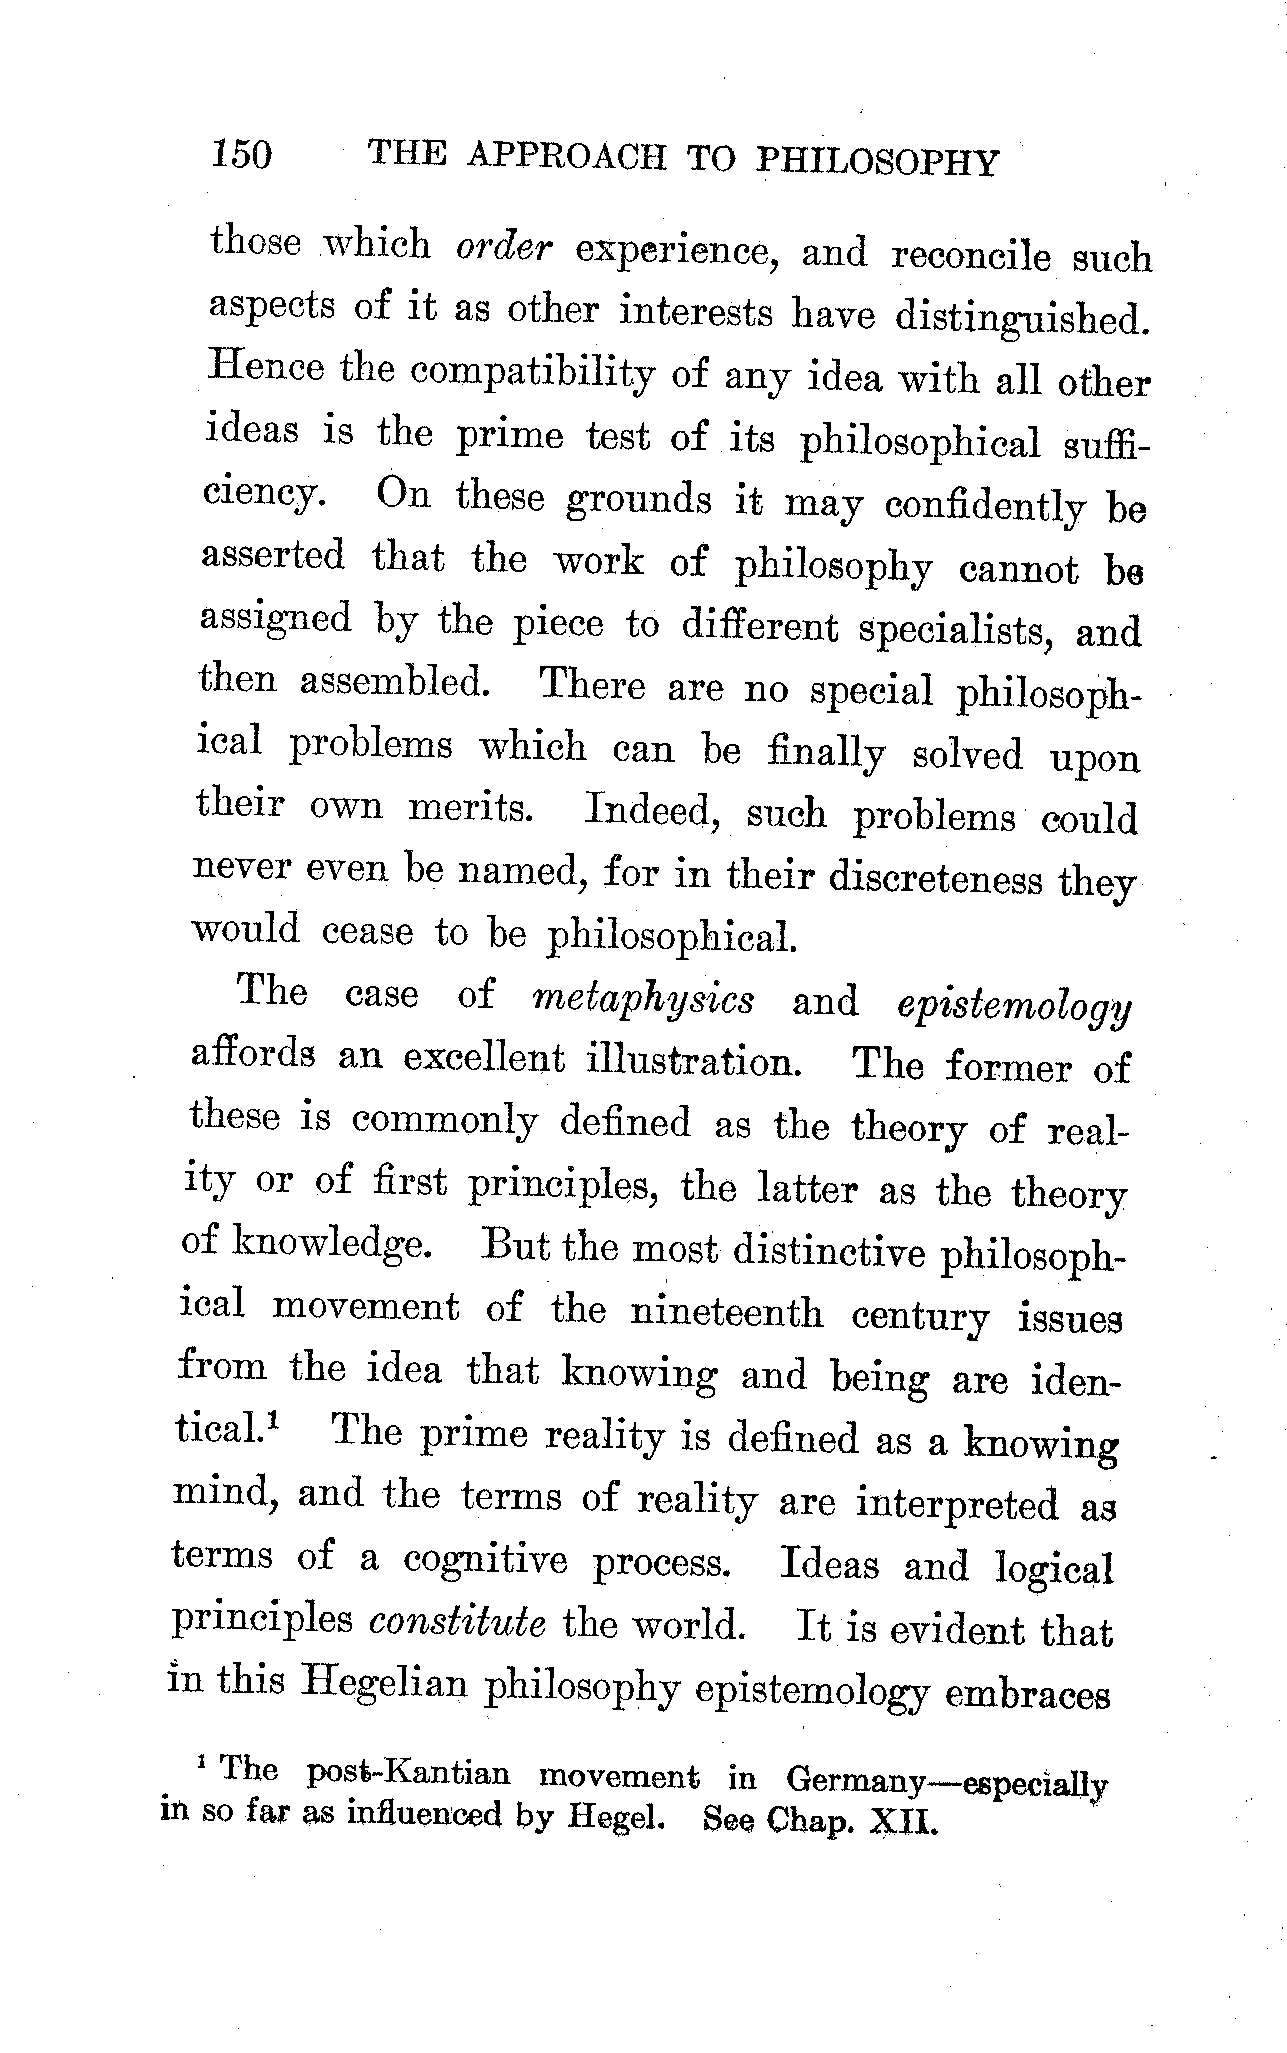 150 THE APPROACH TO PHILOSOPHY
those which order experience, and reconcile such
aspects of it as other interests have distinguished.
Hence the compatibility of any idea with all other
ideas is the prime test of its philosophical suffi-
ciency. On these grounds it may confidently be
asserted that the work of philosophy cannot be
assigned by the piece to different specialists, and
then assembled. There are no special philosoph-
ical problems which can be finally solved upon
their own merits. Indeed, such problems could
never even be named, for in their discreteness they
would cease to be philosophical.
The case of metaphysics and epistemology
affords an excellent illustration. The former of
these is commonly defined as the theory of real-
ity or of first principles, the latter as the theory
of knowledge. But the most distinctive philosoph-
ical movement of the nineteenth century issues
from the idea that knowing and being are iden-
tical.¹ The prime reality is defined as a knowing
mind, and the terms of reality are interpreted as
terms of a cognitive process. Ideas and logical
principles constitute the world. It is evident that
in this Hegelian philosophy epistemology embraces
¹ The post-Kantian movement in Germany—especially
in so far as influenced by Hegel. See Chap. XII.